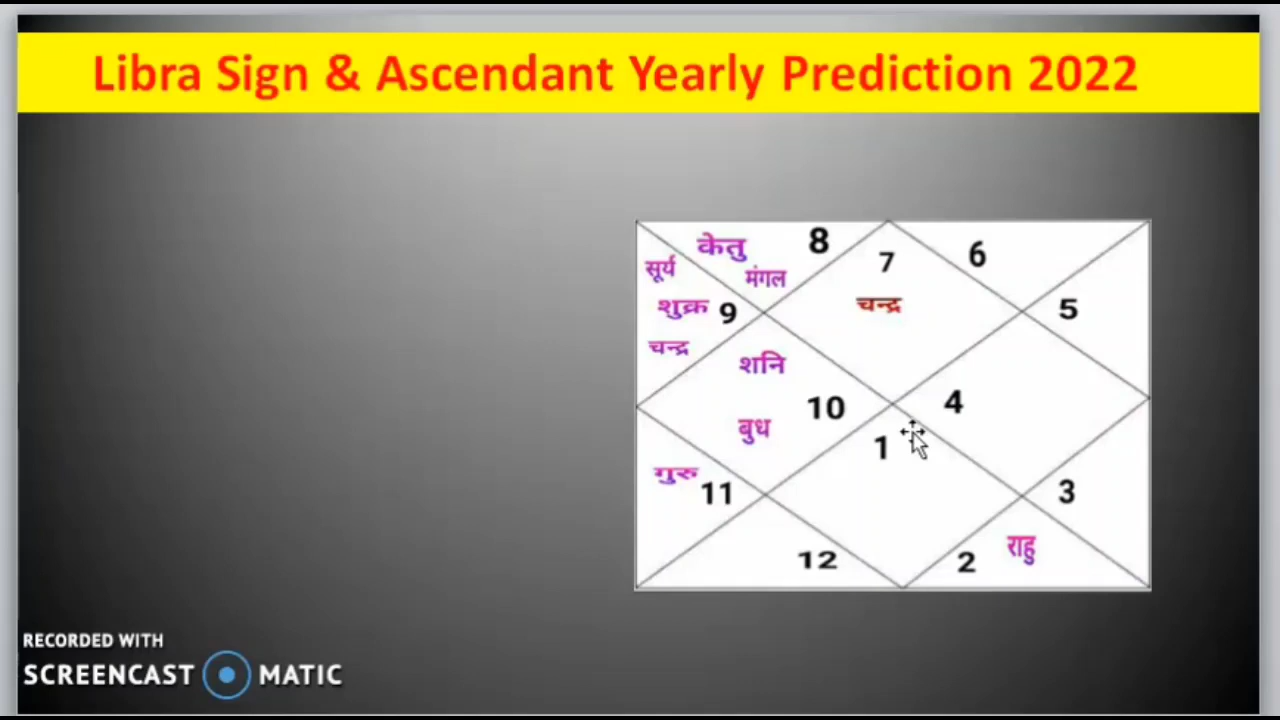 Libra Sign & Ascendant Yearly Prediction 2022
केतु 8
7
6
सूर्य
मंगल
शुक्र 9
चन्द्र
5
चन्द्र
शनि
10
4
बुध
1
गुरु 11
3
12
2 राहु
RECORDED WITH
SCREENCAST MATIC